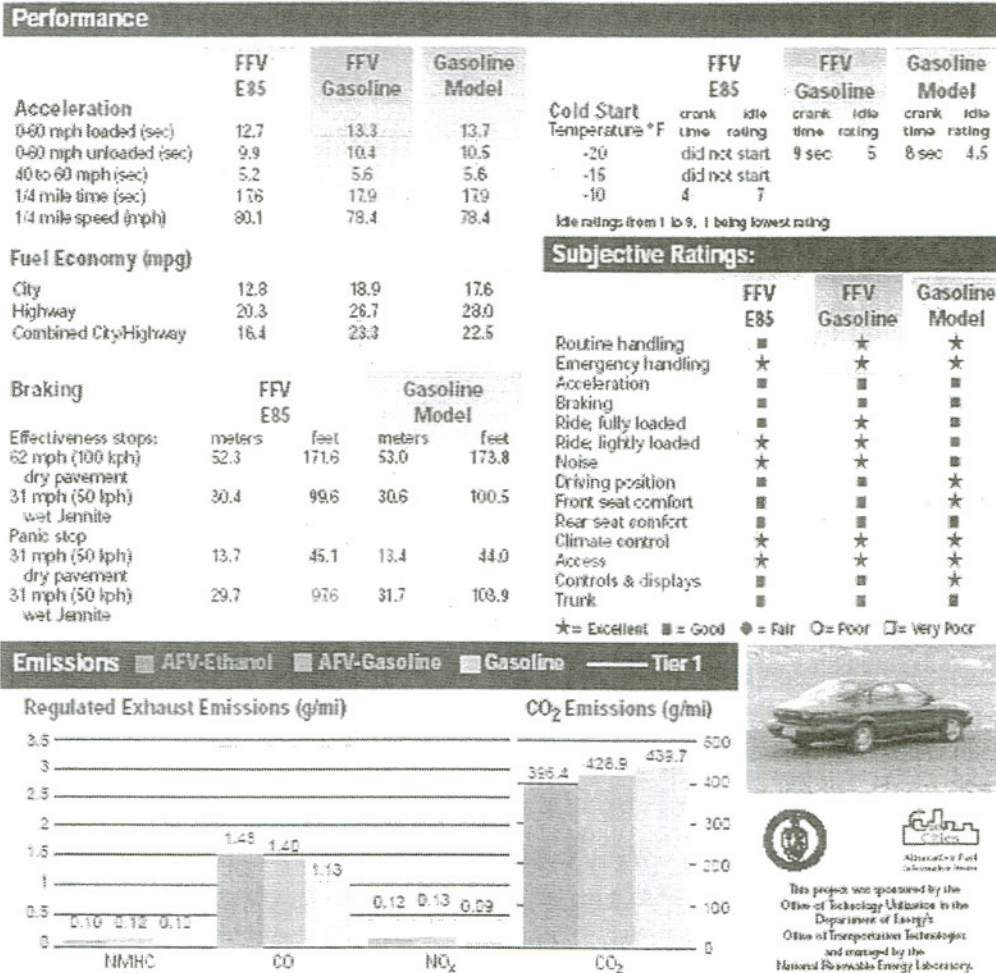 Performance
FFV FFV Gasoline
E85 Gasoline Model
Acceleration
0-60 mph loaded (sec) 12.7 13.3 13.7
0-60 mph unloaded (sec) 9.9 10.4 10.5
40 to 60 mph (sec) 5.2 5.6 5.6
1/4 mile time (sec) 17.6 17.9 17.9
1/4 mile speed (mph) 80.1 78.4 78.4
Fuel Economy (mpg)
City 12.8 18.9 17.6
Highway 20.3 26.7 28.0
Combined City/Highway 16.4 23.3 22.5
Braking FFV Gasoline
E85 Model
Effectiveness stops: meters feet meters feet
62 mph (100 kph) 52.3 171.6 53.0 173.8
dry pavement
31 mph (50 kph) 30.4 99.6 30.6 100.5
wet Jennite
Panic stop
31 mph (50 kph) 13.7 45.1 13.4 44.0
dry pavement
31 mph (50 kph) 29.7 97.6 31.7 103.9
wet Jennite
FFV FFV Gasoline
E85 Gasoline Model
Cold Start crank idle crank idle crank idle
Temperature °F time rating time rating time rating
-20 did not start 9 sec 5 8 sec 4.5
-15 did not start
-10 4 7
Idle ratings from 1 to 9, 1 being lowest rating
Subjective Ratings:
FFV FFV Gasoline
E85 Gasoline Model
Routine handling ■ ★ ★
Emergency handling ★ ★ ★
Acceleration ■ ■ ■
Braking ■ ■ ■
Ride, fully loaded ■ ★ ■
Ride, lightly loaded ★ ★ ■
Noise ★ ★ ■
Driving position ■ ■ ★
Front seat comfort ■ ■ ★
Rear seat comfort ■ ■ ■
Climate control ★ ★ ★
Access ★ ★ ★
Controls & displays ■ ■ ★
Trunk ■ ■ ■
★= Excellent ■ = Good ● = Fair O= Poor □= Very Poor
Emissions AFV-Ethanol AFV-Gasoline Gasoline Tier 1
Regulated Exhaust Emissions (g/mi)
3.5
3
2.5
2
1.5
1
0.5
0
0.10 0.12
1.40 1.13
0.12 0.13 0.09
NMHC CO NOx
CO2 Emissions (g/mi)
396.4 428.9 439.7
500
400
300
200
100
0
CO2
Cities
Alternative Fuel
Information Series
This project was sponsored by the
Office of Technology Utilization in the
Department of Energy's
Office of Transportation Technologies
and managed by the
National Renewable Energy Laboratory.